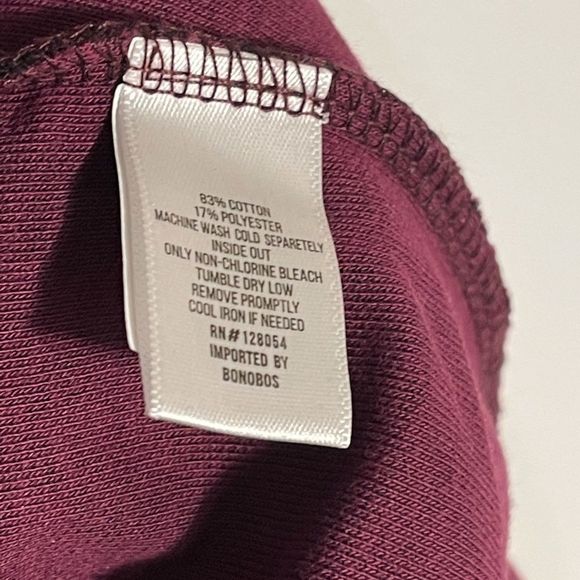 83% COTTON
17% POLYESTER
MACHINE WASH COLD SEPARETELY
INSIDE OUT
ONLY NON-CHLORINE BLEACH
TUMBLE DRY LOW
REMOVE PROMPTLY
COOL IRON IF NEEDED
RN# 128054
IMPORTED BY
BONOBOS